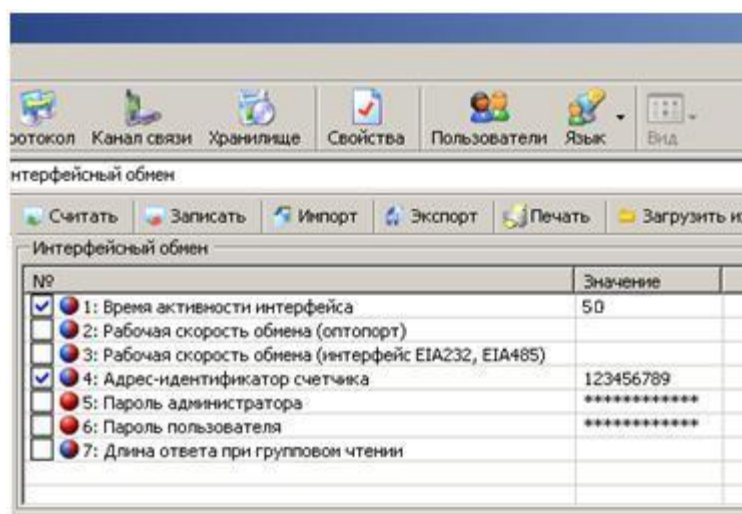 ротокол Канал связи Хранилище Свойства Пользователи Язык Вид
нтерфейсный обмен
Считать Записать Импорт Экспорт Печать Загрузить из
Интерфейсный обмен
№ Значение
1: Время активности интерфейса 50
2: Рабочая скорость обмена (оптопорт)
3: Рабочая скорость обмена (интерфейс EIA232, EIA485)
4: Адрес-идентификатор счетчика 123456789
5: Пароль администратора ************
6: Пароль пользователя ************
7: Длина ответа при групповом чтении